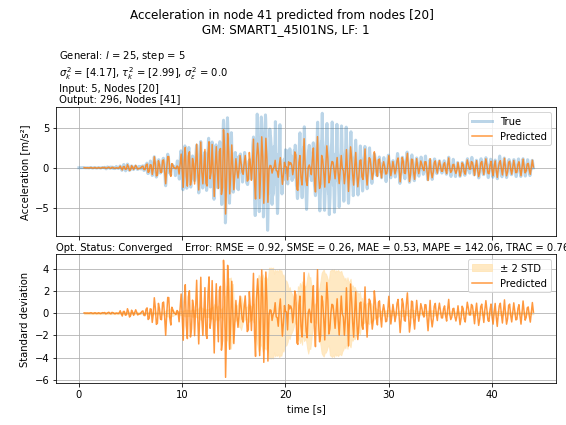 Acceleration in node 41 predicted from nodes [20]
GM: SMART1_45I01NS, LF: 1
General: l = 25, step = 5
σ²_k = [4.17], τ²_k = [2.99], σ²_ε = 0.0
Input: 5, Nodes [20]
Output: 296, Nodes [41]
Acceleration [m/s²]
5
0
−5
True
Predicted
Opt. Status: Converged    Error: RMSE = 0.92, SMSE = 0.26, MAE = 0.53, MAPE = 142.06, TRAC = 0.76
Standard deviation
4
2
0
−2
−4
−6
± 2 STD
Predicted
0 10 20 30 40
time [s]